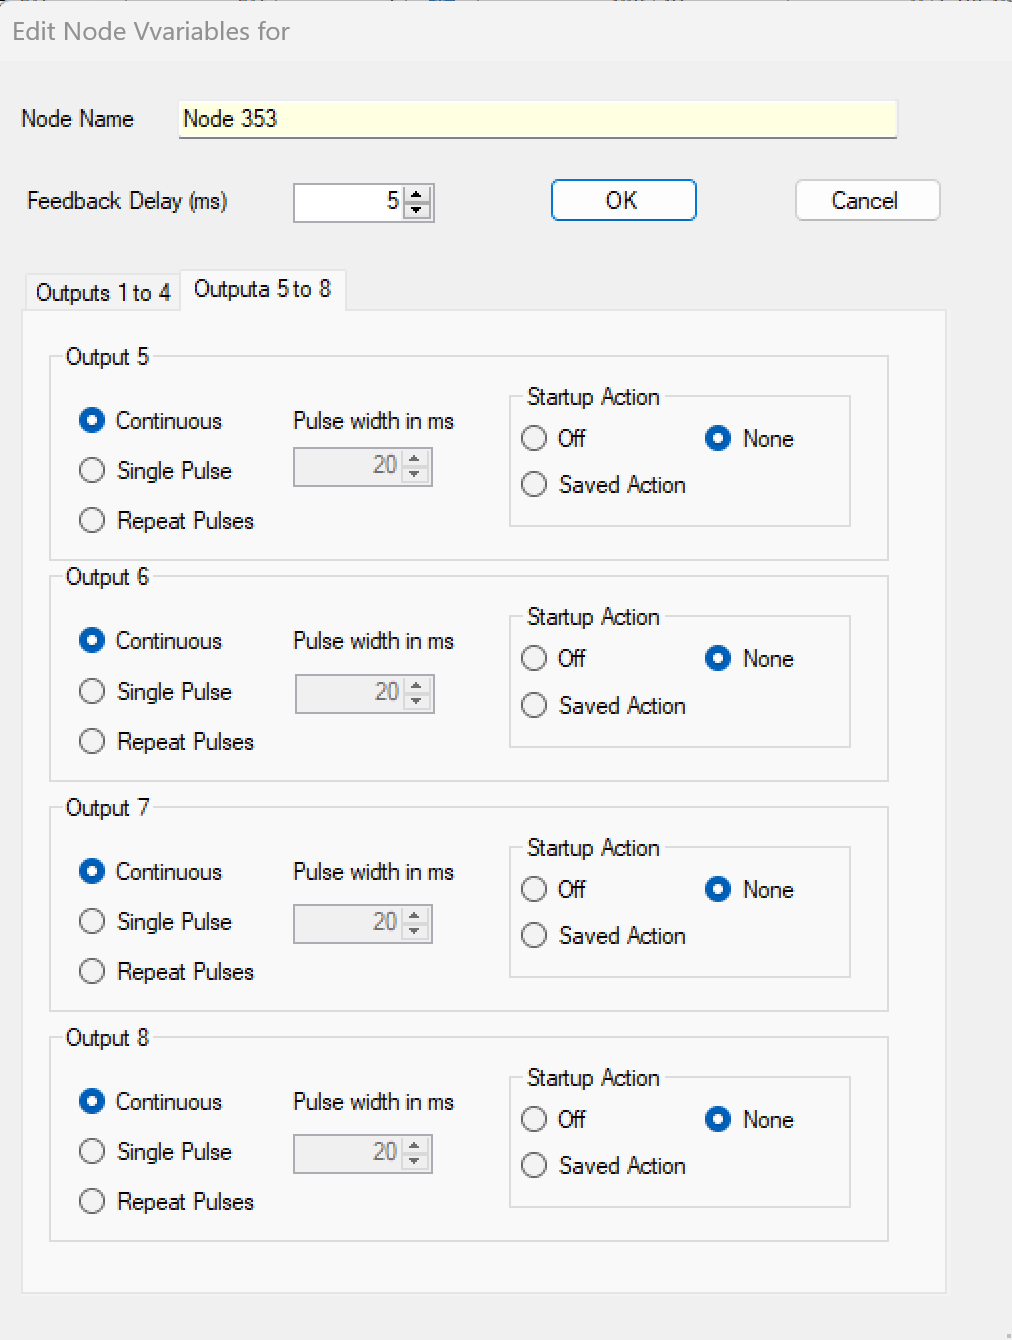 Edit Node Vvariables for
Node Name Node 353
Feedback Delay (ms) 5 OK Cancel
Outputs 1 to 4 Outputa 5 to 8
Output 5
Startup Action
Continuous Pulse width in ms Off None
Single Pulse 20 Saved Action
Repeat Pulses
Output 6
Startup Action
Continuous Pulse width in ms Off None
Single Pulse 20 Saved Action
Repeat Pulses
Output 7
Startup Action
Continuous Pulse width in ms Off None
Single Pulse 20 Saved Action
Repeat Pulses
Output 8
Startup Action
Continuous Pulse width in ms Off None
Single Pulse 20 Saved Action
Repeat Pulses